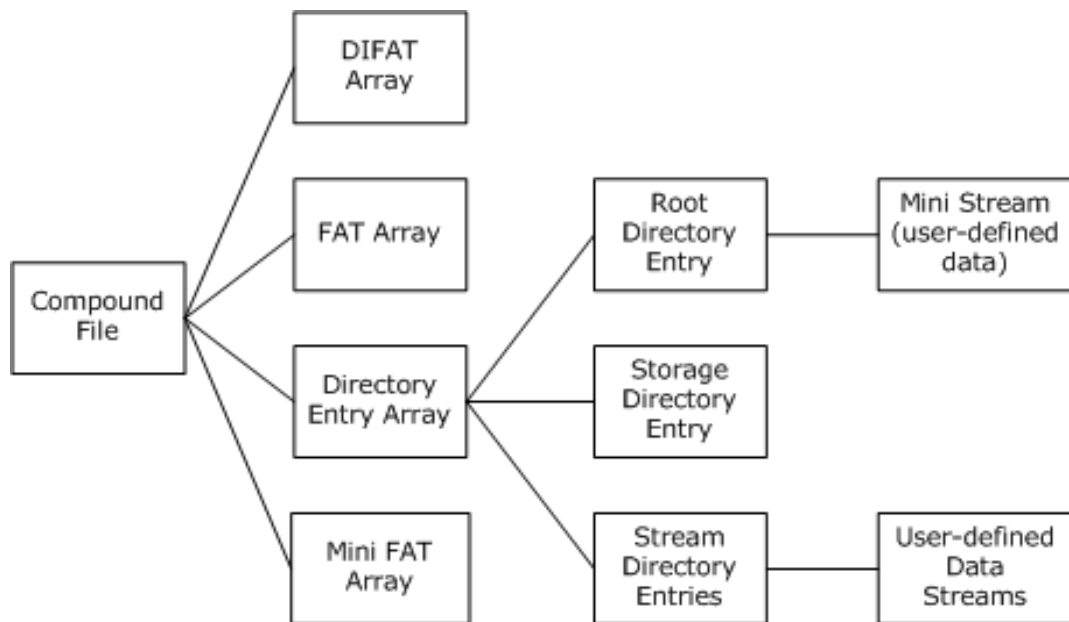 DIFAT
Array
FAT Array
Root
Directory
Entry
Mini Stream
(user-defined
data)
Compound
File
Directory
Entry Array
Storage
Directory
Entry
Mini FAT
Array
Stream
Directory
Entries
User-defined
Data
Streams